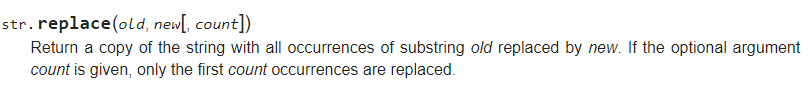 str.replace(old, new[, count])
Return a copy of the string with all occurrences of substring old replaced by new. If the optional argument
count is given, only the first count occurrences are replaced.